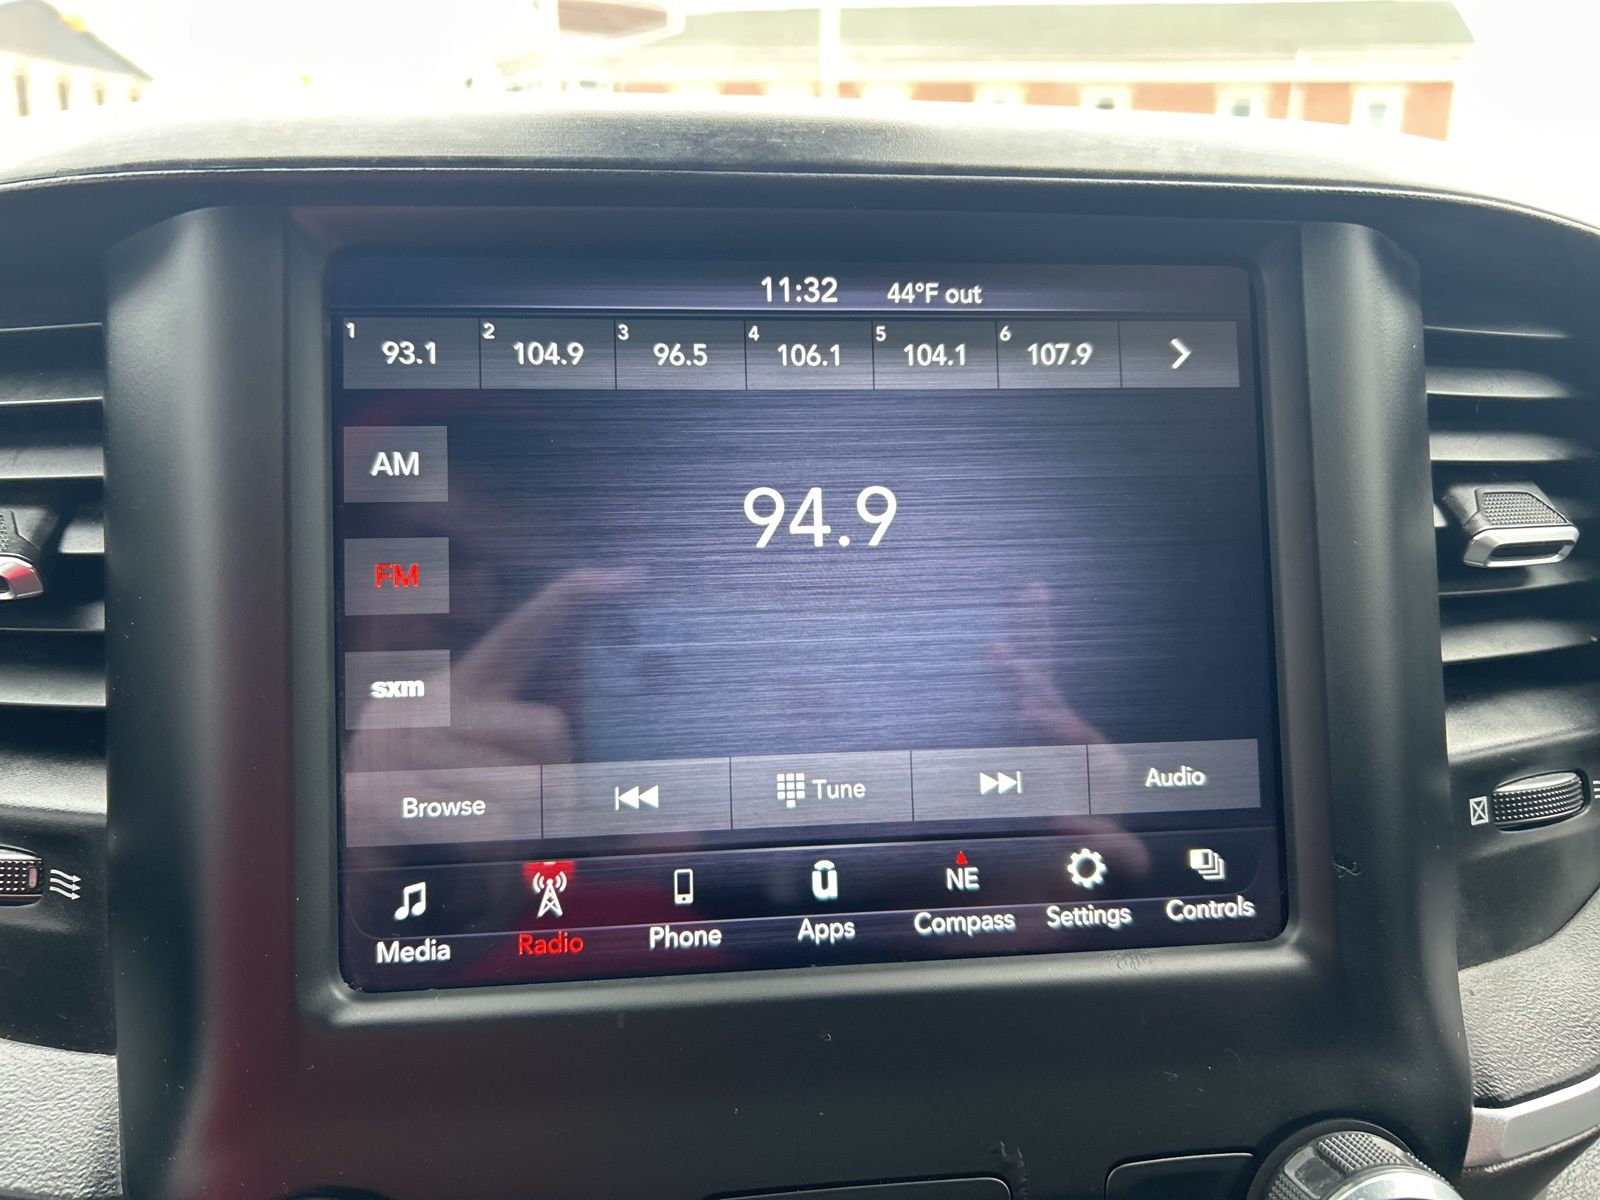 11:32 44°F out
1 93.1 2 104.9 3 96.5 4 106.1 5 104.1 6 107.9
AM
94.9
FM
sxm
Browse Tune Audio
NE
Media Radio Phone Apps Compass Settings Controls